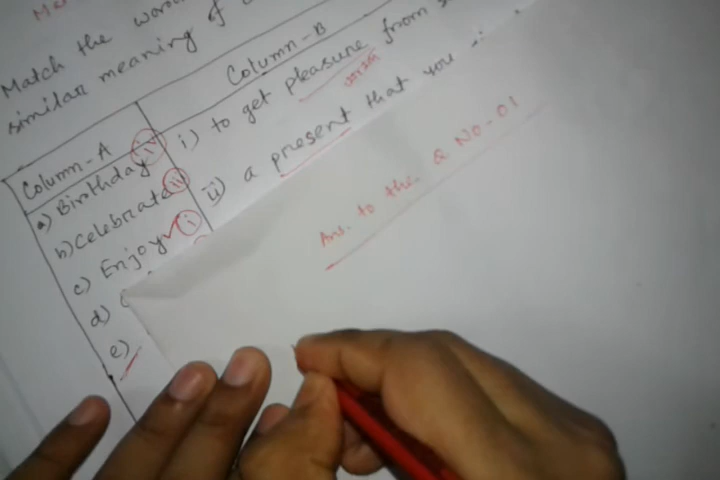 Match the
similar meaning of
Column-A
Column-B
a) Birthday
i) to get pleasure from
b) Celebrate ii
ii) a present that you
c) Enjoy i
d)
e)
Ans. to the Q No-01